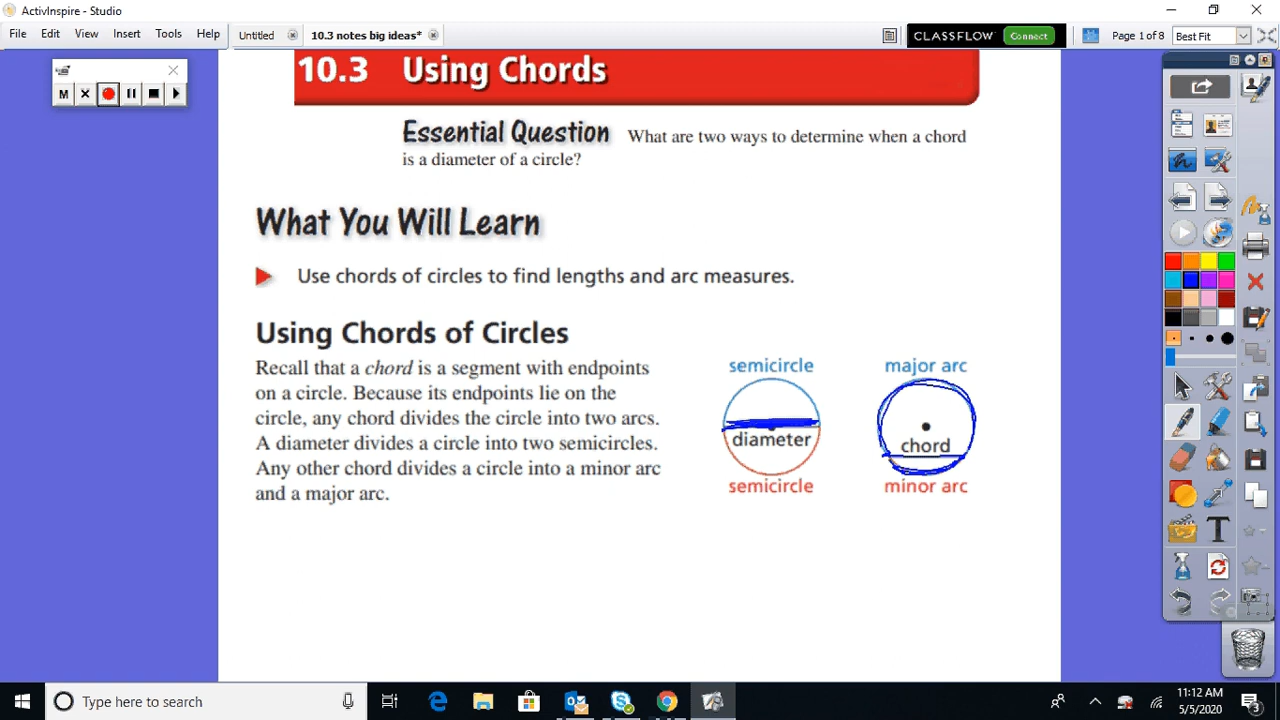 ActivInspire - Studio
File Edit View Insert Tools Help Untitled 10.3 notes big ideas* CLASSFLOW Connect Page 1 of 8 Best Fit
M
10.3 Using Chords
Essential Question What are two ways to determine when a chord
is a diameter of a circle?
What You Will Learn
Use chords of circles to find lengths and arc measures.
Using Chords of Circles
Recall that a chord is a segment with endpoints
on a circle. Because its endpoints lie on the
circle, any chord divides the circle into two arcs.
A diameter divides a circle into two semicircles.
Any other chord divides a circle into a minor arc
and a major arc.
semicircle major arc
diameter chord
semicircle minor arc
T
Type here to search
11:12 AM
5/5/2020
3